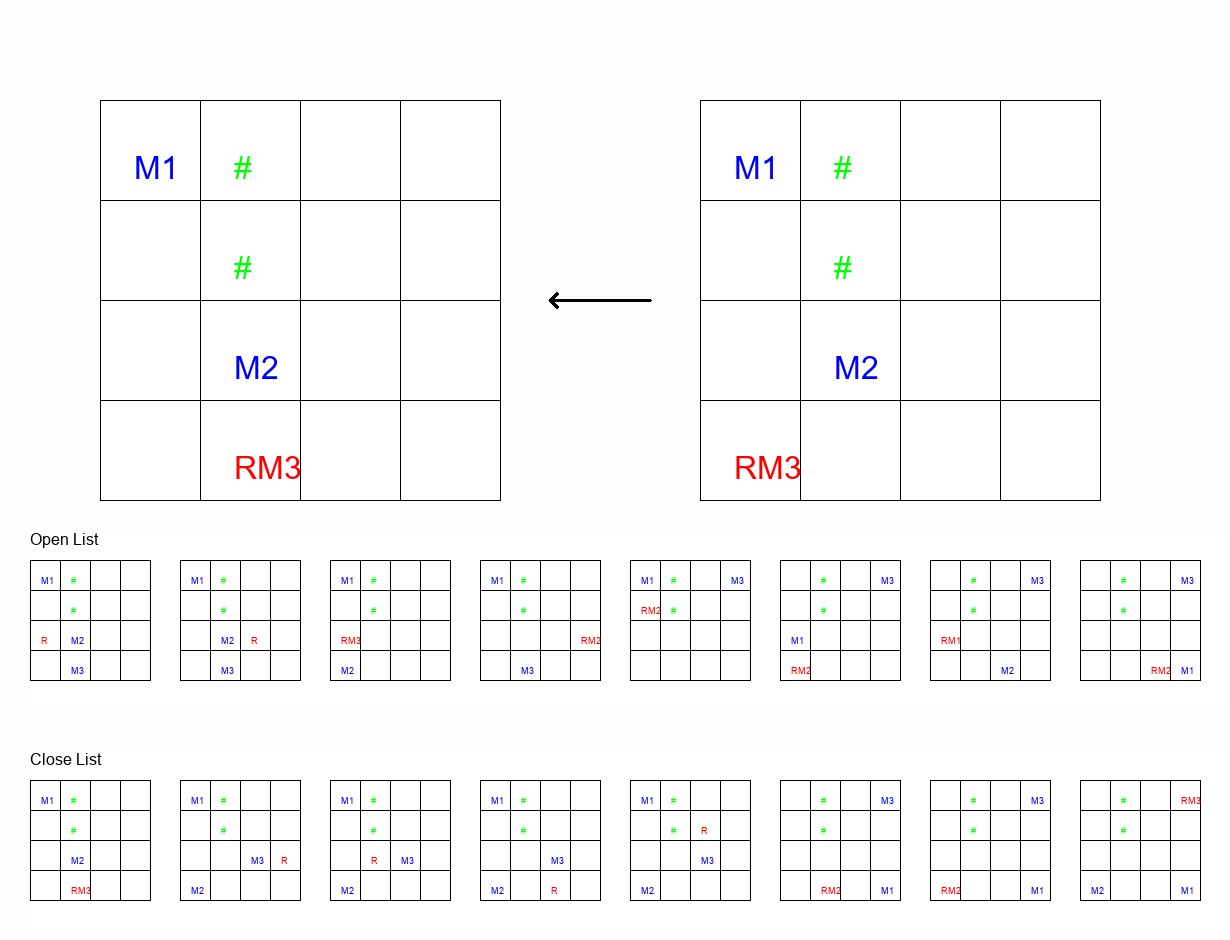 M1 # M1 #
# #
M2 M2
RM3 RM3
Open List
M1 # M1 # M1 # M1 # M1 # M3 # M3 # M3 # M3
# # # # RM2 # # # #
R M2 M2 R RM3 RM2 M1 RM1
M3 M3 M2 M3 RM2 M2 RM2 M1
Close List
M1 # M1 # M1 # M1 # M1 # # M3 # M3 # RM3
# # # # # R # # #
M2 M3 R R M3 M3 M3
RM3 M2 M2 M2 R M2 RM2 M1 RM2 M1 M2 M1